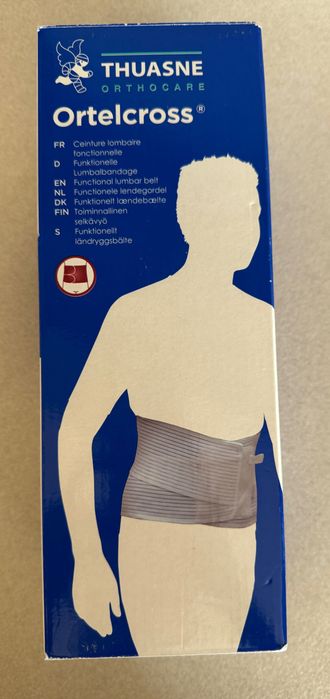 THUASNE
ORTHOCARE
Ortelcross®
FR Ceinture lombaire
fonctionnelle
D Funktionelle
Lumbalbandage
EN Functional lumbar belt
NL Functionele lendegordel
DK Funktionelt lændebælte
FIN Toiminnallinen
selkävyö
S Funktionellt
ländryggsbälte